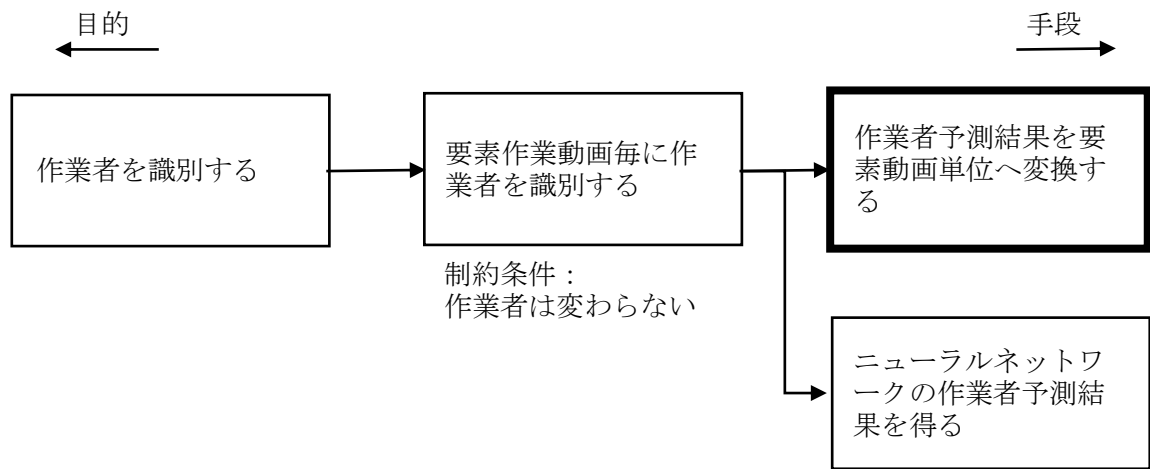 目的
手段
作業者を識別する
要素作業動画毎に作
業者を識別する
作業者予測結果を要
素動画単位へ変換す
る
制約条件：
作業者は変わらない
ニューラルネットワ
ークの作業者予測結
果を得る